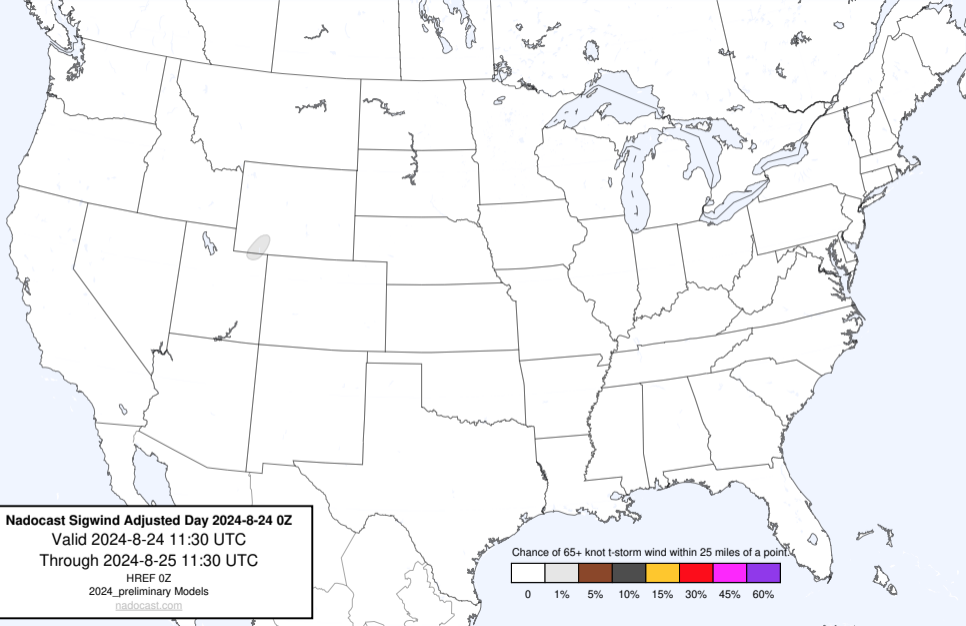 Nadocast Sigwind Adjusted Day 2024-8-24 0Z
Valid 2024-8-24 11:30 UTC
Through 2024-8-25 11:30 UTC
HREF 0Z
2024_preliminary Models
nadocast.com
Chance of 65+ knot t-storm wind within 25 miles of a point.
0 1% 5% 10% 15% 30% 45% 60%